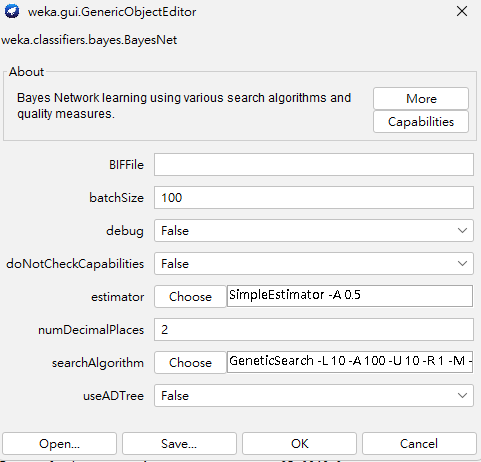 weka.gui.GenericObjectEditor
weka.classifiers.bayes.BayesNet
About
Bayes Network learning using various search algorithms and
quality measures.
More
Capabilities
BIFFile
batchSize 100
debug False
doNotCheckCapabilities False
estimator Choose SimpleEstimator -A 0.5
numDecimalPlaces 2
searchAlgorithm Choose GeneticSearch -L 10 -A 100 -U 10 -R 1 -M -
useADTree False
Open... Save... OK Cancel